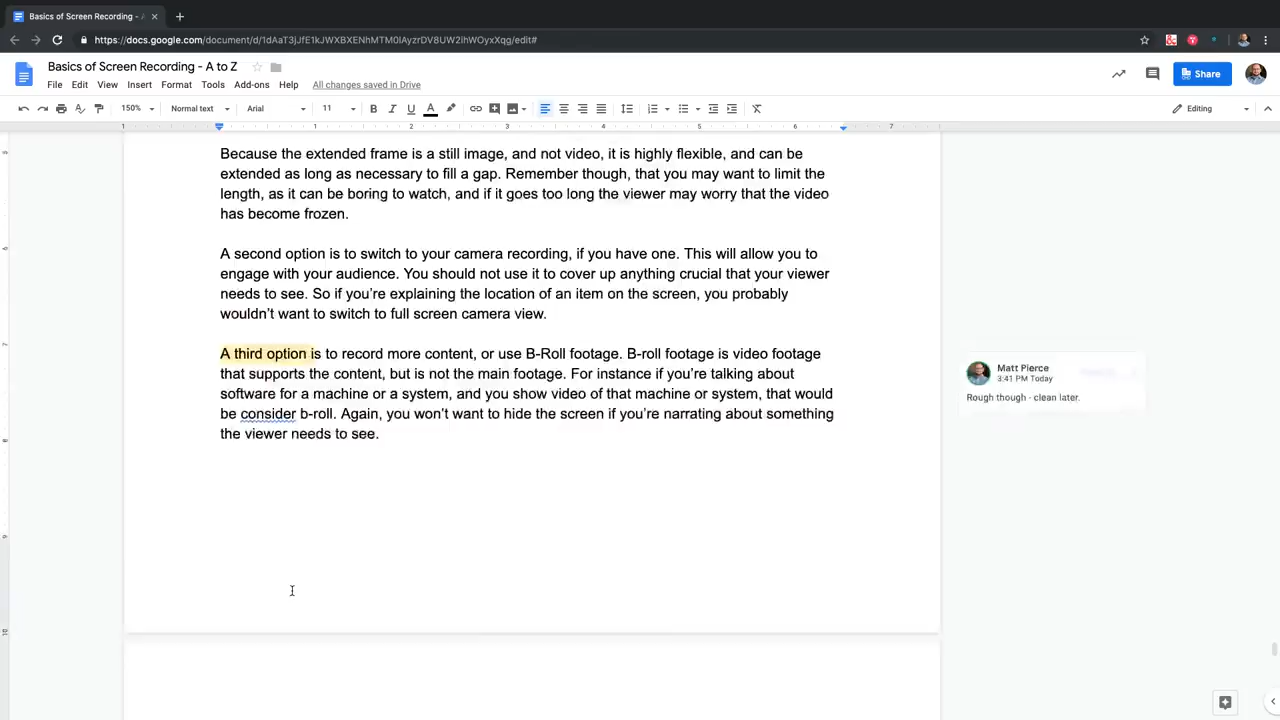 Basics of Screen Recording - A
https://docs.google.com/document/d/1dAaT3jJfE1kJWXBXENhMTM0lAyzrDV8UW2lhWOyxXqg/edit#
Basics of Screen Recording - A to Z
File Edit View Insert Format Tools Add-ons Help All changes saved in Drive
Share
150% Normal text Arial 11 B I U A Editing
1 1 2 3 4 5 6 7
Because the extended frame is a still image, and not video, it is highly flexible, and can be
extended as long as necessary to fill a gap. Remember though, that you may want to limit the
length, as it can be boring to watch, and if it goes too long the viewer may worry that the video
has become frozen.
A second option is to switch to your camera recording, if you have one. This will allow you to
engage with your audience. You should not use it to cover up anything crucial that your viewer
needs to see. So if you’re explaining the location of an item on the screen, you probably
wouldn’t want to switch to full screen camera view.
A third option is to record more content, or use B-Roll footage. B-roll footage is video footage
that supports the content, but is not the main footage. For instance if you’re talking about
software for a machine or a system, and you show video of that machine or system, that would
be consider b-roll. Again, you won’t want to hide the screen if you’re narrating about something
the viewer needs to see.
Matt Pierce
3:41 PM Today
Rough though - clean later.